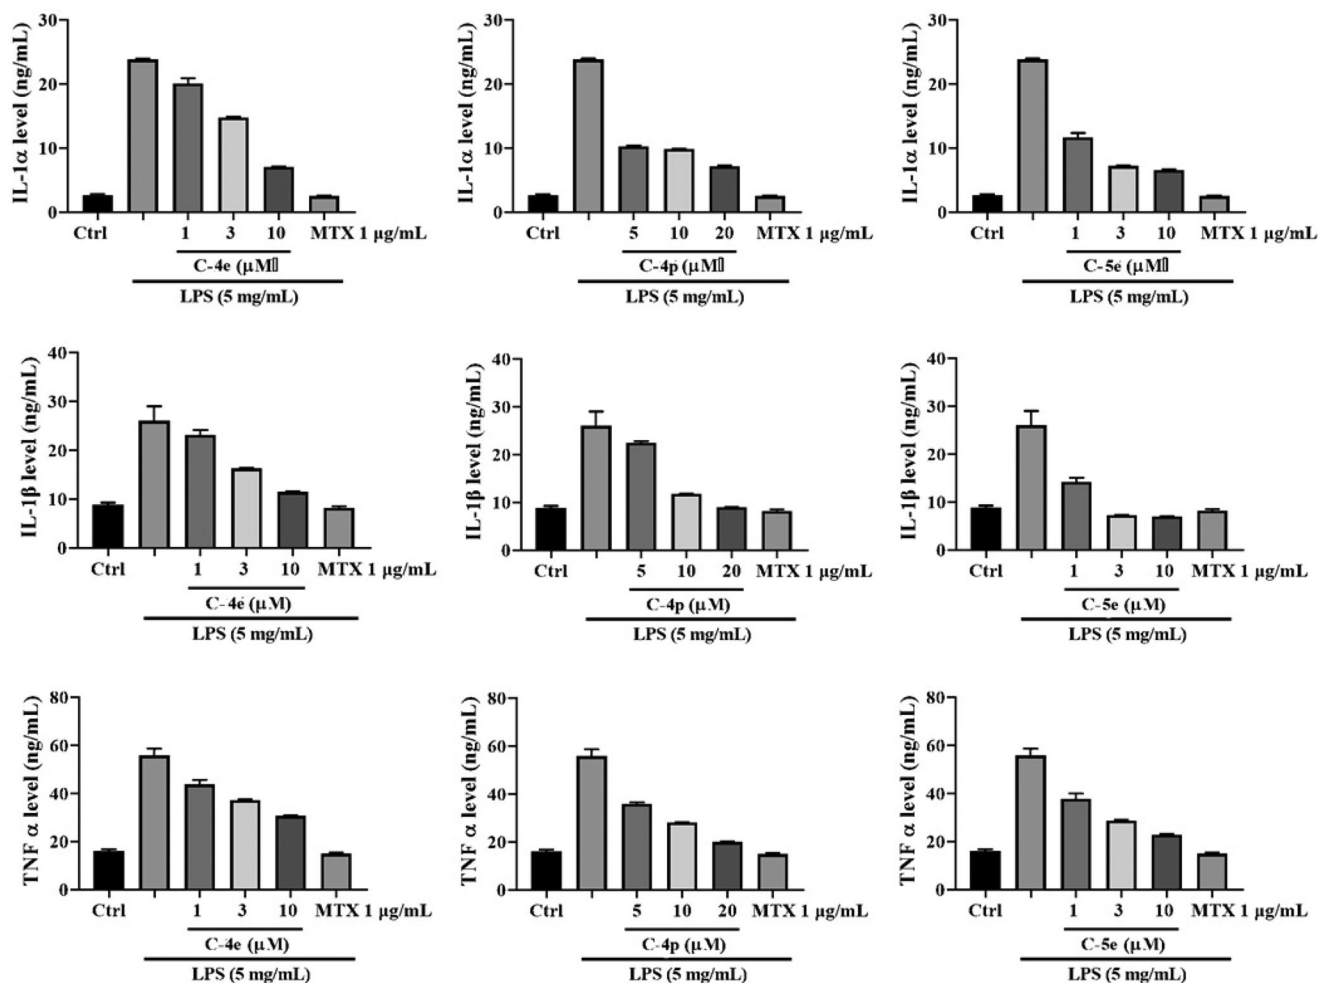 IL-1α level (ng/mL)
30
20
10
0
Ctrl 1 3 10 MTX 1 μg/mL
C-4e (μM▯
LPS (5 mg/mL)
IL-1α level (ng/mL)
30
20
10
0
Ctrl 5 10 20 MTX 1 μg/mL
C-4p (μM▯
LPS (5 mg/mL)
IL-1α level (ng/mL)
30
20
10
0
Ctrl 1 3 10 MTX 1 μg/mL
C-5e (μM▯
LPS (5 mg/mL)
IL-1β level (ng/mL)
40
30
20
10
0
Ctrl 1 3 10 MTX 1 μg/mL
C-4e (μM)
LPS (5 mg/mL)
IL-1β level (ng/mL)
40
30
20
10
0
Ctrl 5 10 20 MTX 1 μg/mL
C-4p (μM)
LPS (5 mg/mL)
IL-1β level (ng/mL)
40
30
20
10
0
Ctrl 1 3 10 MTX 1 μg/mL
C-5e (μM)
LPS (5 mg/mL)
TNF α level (ng/mL)
80
60
40
20
0
Ctrl 1 3 10 MTX 1 μg/mL
C-4e (μM)
LPS (5 mg/mL)
TNF α level (ng/mL)
80
60
40
20
0
Ctrl 5 10 20 MTX 1 μg/mL
C-4p (μM)
LPS (5 mg/mL)
TNF α level (ng/mL)
80
60
40
20
0
Ctrl 1 3 10 MTX 1 μg/mL
C-5e (μM)
LPS (5 mg/mL)